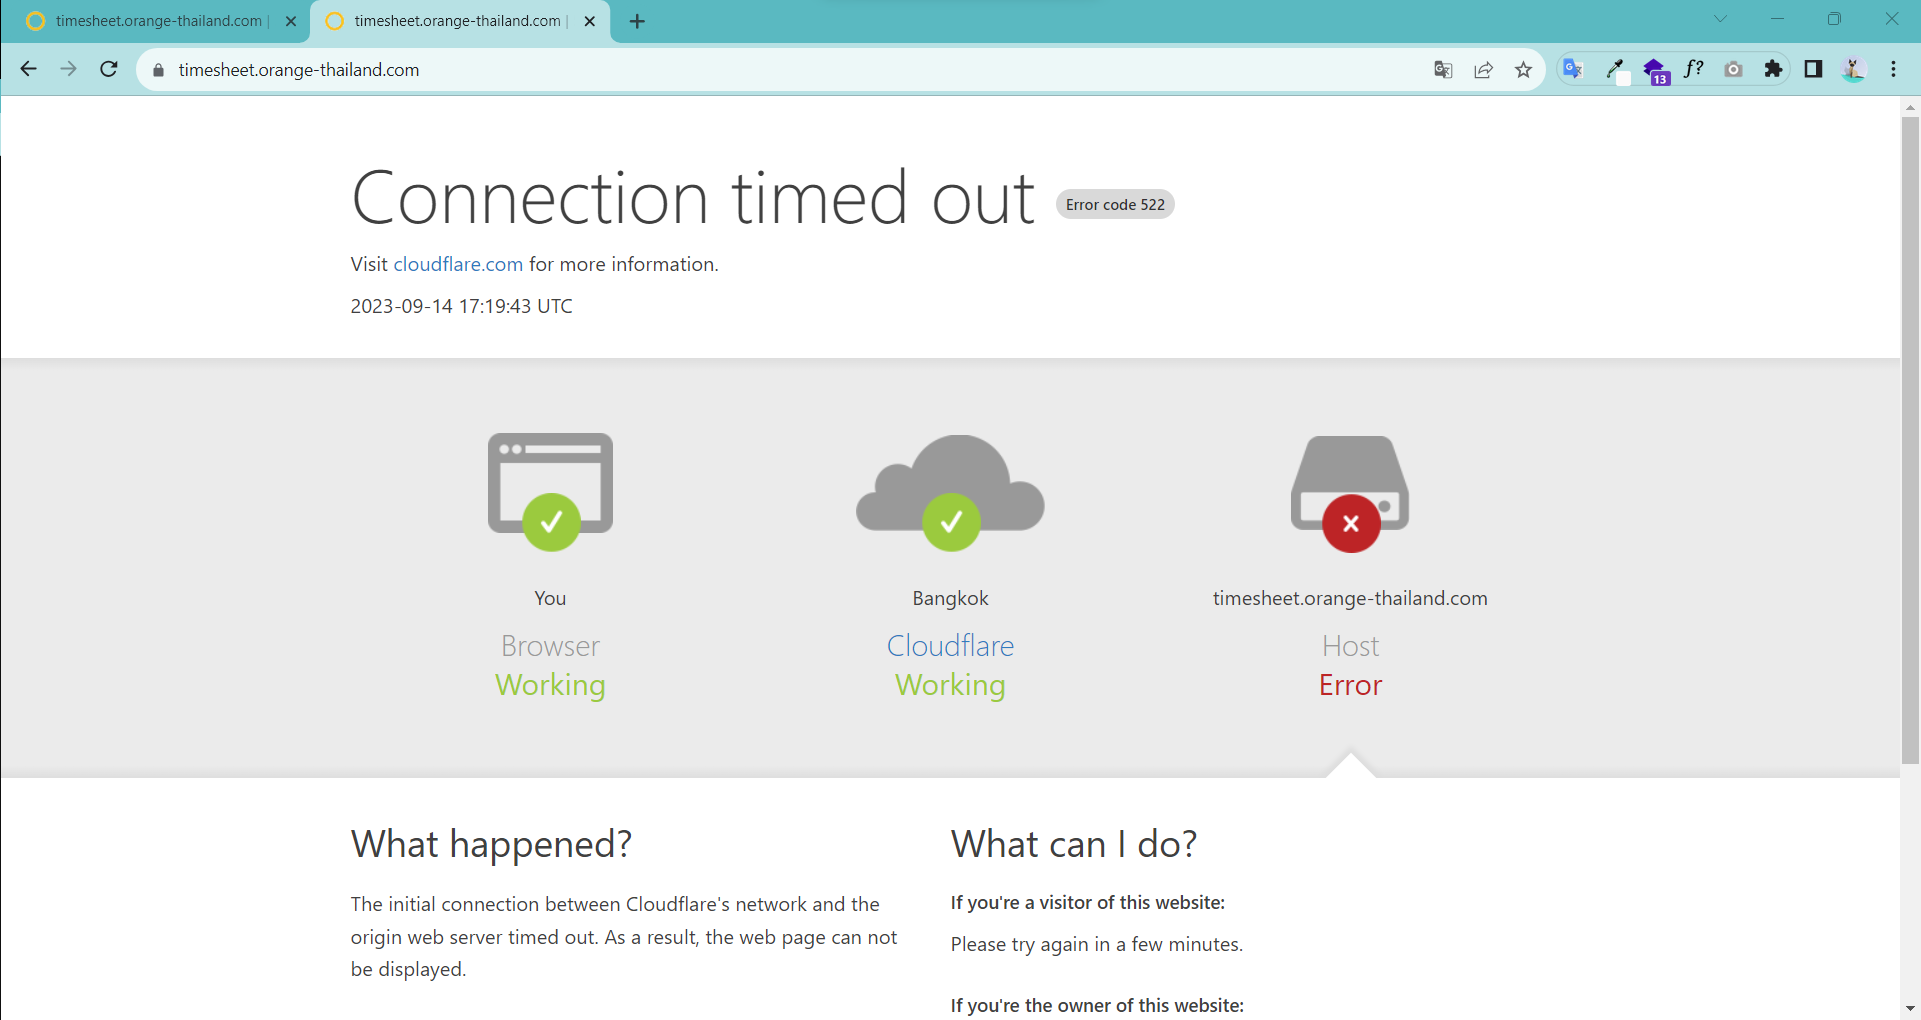 timesheet.orange-thailand.com |
timesheet.orange-thailand.com |
timesheet.orange-thailand.com
G
G
13
f?
Connection timed out Error code 522
Visit cloudflare.com for more information.
2023-09-14 17:19:43 UTC
You
Browser
Working
Bangkok
Cloudflare
Working
timesheet.orange-thailand.com
Host
Error
What happened?
The initial connection between Cloudflare's network and the
origin web server timed out. As a result, the web page can not
be displayed.
What can I do?
If you're a visitor of this website:
Please try again in a few minutes.
If you're the owner of this website: